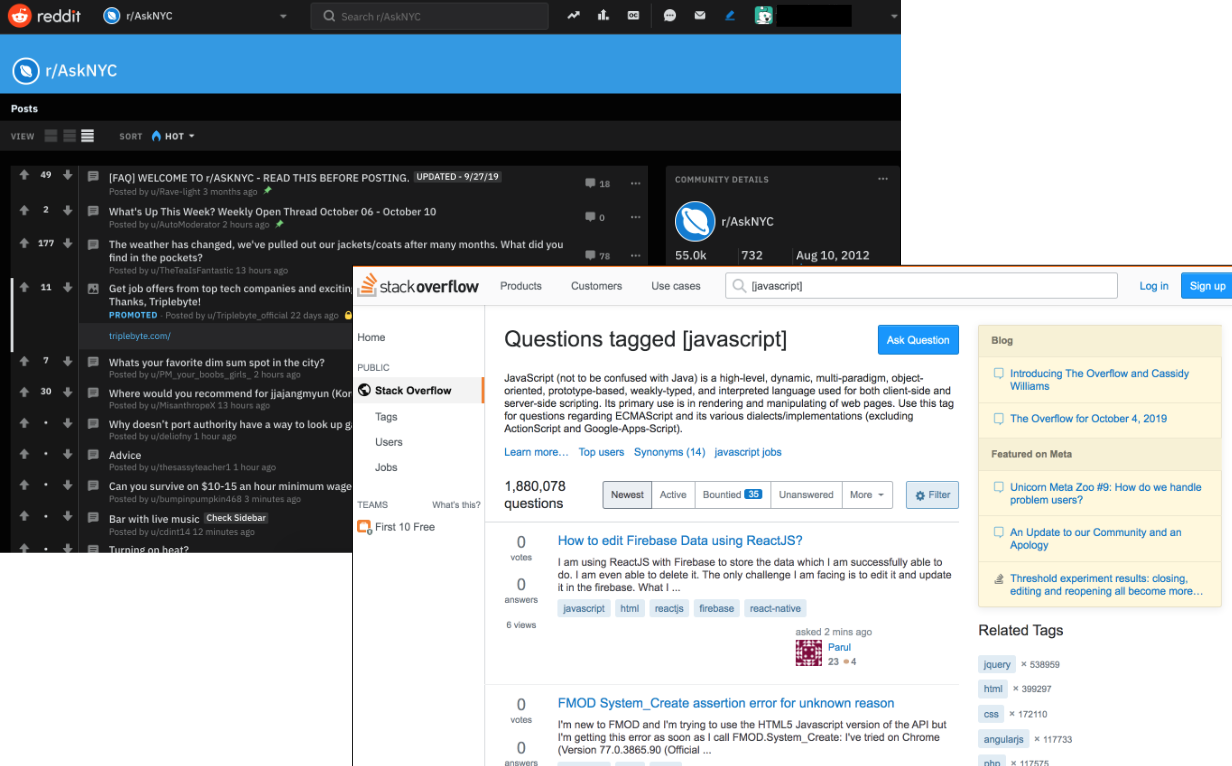 reddit r/AskNYC Search r/AskNYC
r/AskNYC
Posts
VIEW SORT HOT
49 [FAQ] WELCOME TO r/ASKNYC - READ THIS BEFORE POSTING. UPDATED - 9/27/19 18
Posted by u/Rave-light 3 months ago
2 What's Up This Week? Weekly Open Thread October 06 - October 10 0
Posted by u/AutoModerator 2 hours ago
177 The weather has changed, we've pulled out our jackets/coats after many months. What did you
find in the pockets? 78
Posted by u/TheTeaIsFantastic 13 hours ago
11 Get job offers from top tech companies and exciting
Thanks, Triplebyte!
PROMOTED · Posted by u/Triplebyte_official 22 days ago
triplebyte.com/
7 Whats your favorite dim sum spot in the city?
Posted by u/PM_your_boobs_girls_ 2 hours ago
30 Where would you recommend for jjajangmyun (Kor
Posted by u/MisanthropeX 13 hours ago
• Why doesn't port authority have a way to look up ga
Posted by u/deliofny 1 hour ago
• Advice
Posted by u/thesassyteacher1 1 hour ago
• Can you survive on $10-15 an hour minimum wage
Posted by u/bumpinpumpkin468 3 minutes ago
• Bar with live music Check Sidebar
Posted by u/cdint14 12 minutes ago
• Turning on heat?
COMMUNITY DETAILS
r/AskNYC
55.0k 732 Aug 10, 2012
stackoverflow Products Customers Use cases [javascript] Log in Sign up
Home
PUBLIC
Stack Overflow
Tags
Users
Jobs
TEAMS What's this?
First 10 Free
Questions tagged [javascript] Ask Question
JavaScript (not to be confused with Java) is a high-level, dynamic, multi-paradigm, object-
oriented, prototype-based, weakly-typed, and interpreted language used for both client-side and
server-side scripting. Its primary use is in rendering and manipulating of web pages. Use this tag
for questions regarding ECMAScript and its various dialects/implementations (excluding
ActionScript and Google-Apps-Script).
Learn more… Top users Synonyms (14) javascript jobs
1,880,078
questions
Newest Active Bountied 35 Unanswered More Filter
0
votes
0
answers
6 views
How to edit Firebase Data using ReactJS?
I am using ReactJS with Firebase to store the data which I am successfully able to
do. I am even able to delete it. The only challenge I am facing is to edit it and update
it in the firebase. What I ...
javascript html reactjs firebase react-native
asked 2 mins ago
Parul
23 4
0
votes
0
answers
FMOD System_Create assertion error for unknown reason
I'm new to FMOD and I'm trying to use the HTML5 Javascript version of the API but
I'm getting this error as soon as I call FMOD.System_Create: I've tried on Chrome
(Version 77.0.3865.90 (Official ...
Blog
Introducing The Overflow and Cassidy
Williams
The Overflow for October 4, 2019
Featured on Meta
Unicorn Meta Zoo #9: How do we handle
problem users?
An Update to our Community and an
Apology
Threshold experiment results: closing,
editing and reopening all become more…
Related Tags
jquery × 538959
html × 399297
css × 172110
angularjs × 117733
php × 117575